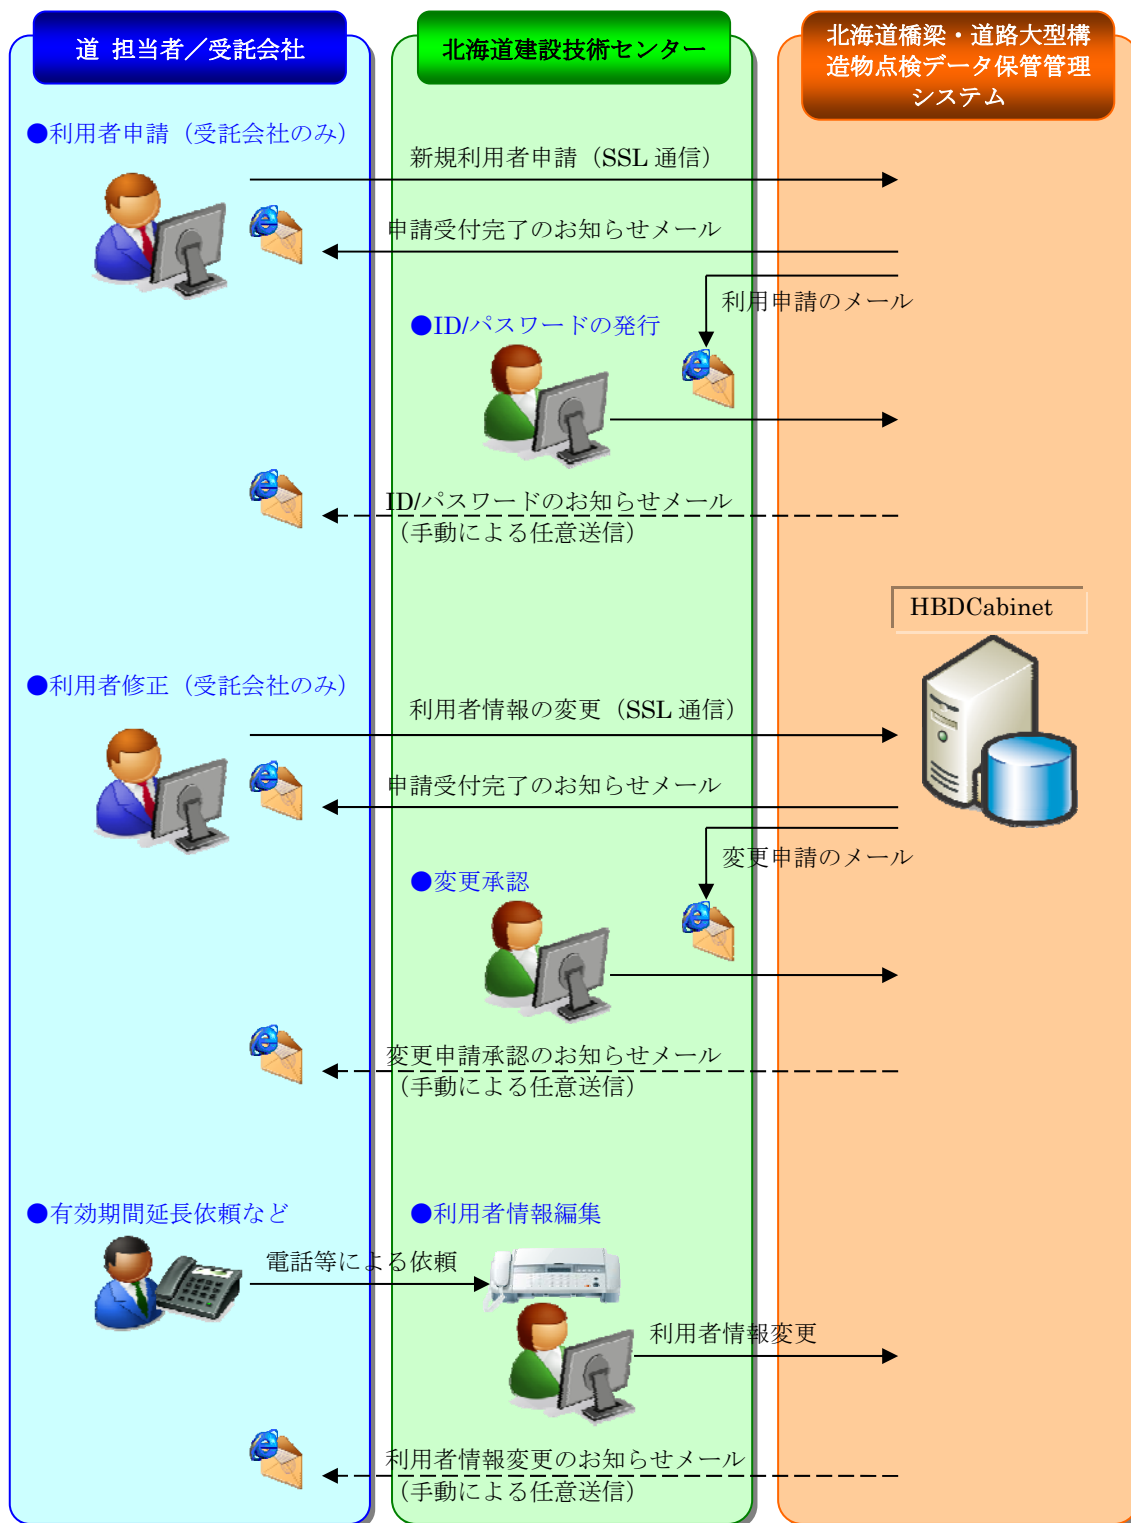 道 担当者／受託会社
北海道建設技術センター
北海道橋梁・道路大型構
造物点検データ保管管理
システム
●利用者申請（受託会社のみ）
新規利用者申請（SSL 通信）
申請受付完了のお知らせメール
利用申請のメール
●ID/パスワードの発行
ID/パスワードのお知らせメール
（手動による任意送信）
HBDCabinet
●利用者修正（受託会社のみ）
利用者情報の変更（SSL 通信）
申請受付完了のお知らせメール
変更申請のメール
●変更承認
変更申請承認のお知らせメール
（手動による任意送信）
●有効期間延長依頼など
●利用者情報編集
電話等による依頼
利用者情報変更
利用者情報変更のお知らせメール
（手動による任意送信）